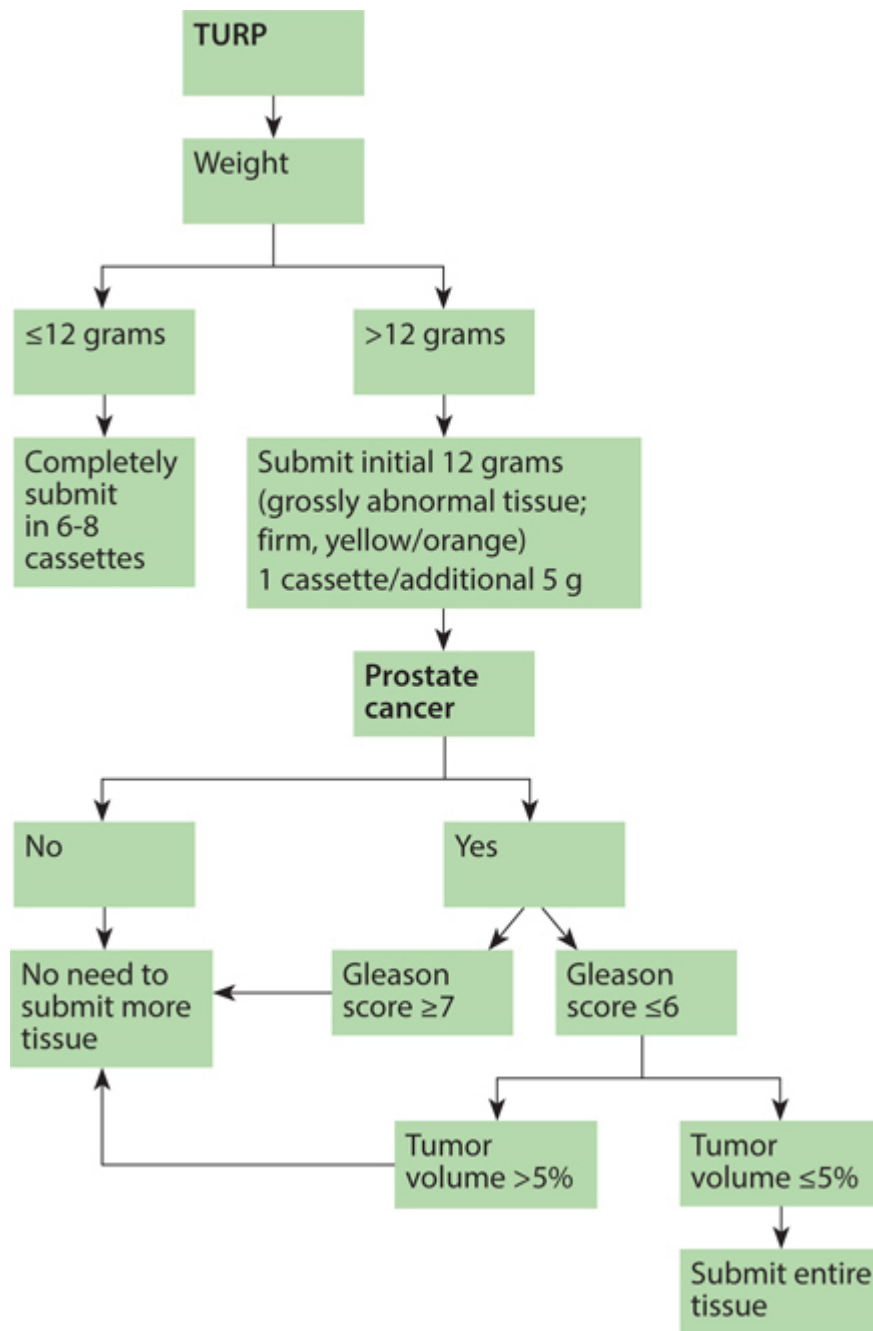 TURP
Weight
≤12 grams
>12 grams
Completely
submit
in 6-8
cassettes
Submit initial 12 grams
(grossly abnormal tissue;
firm, yellow/orange)
1 cassette/additional 5 g
Prostate
cancer
No
Yes
No need to
submit more
tissue
Gleason
score ≥7
Gleason
score ≤6
Tumor
volume >5%
Tumor
volume ≤5%
Submit entire
tissue